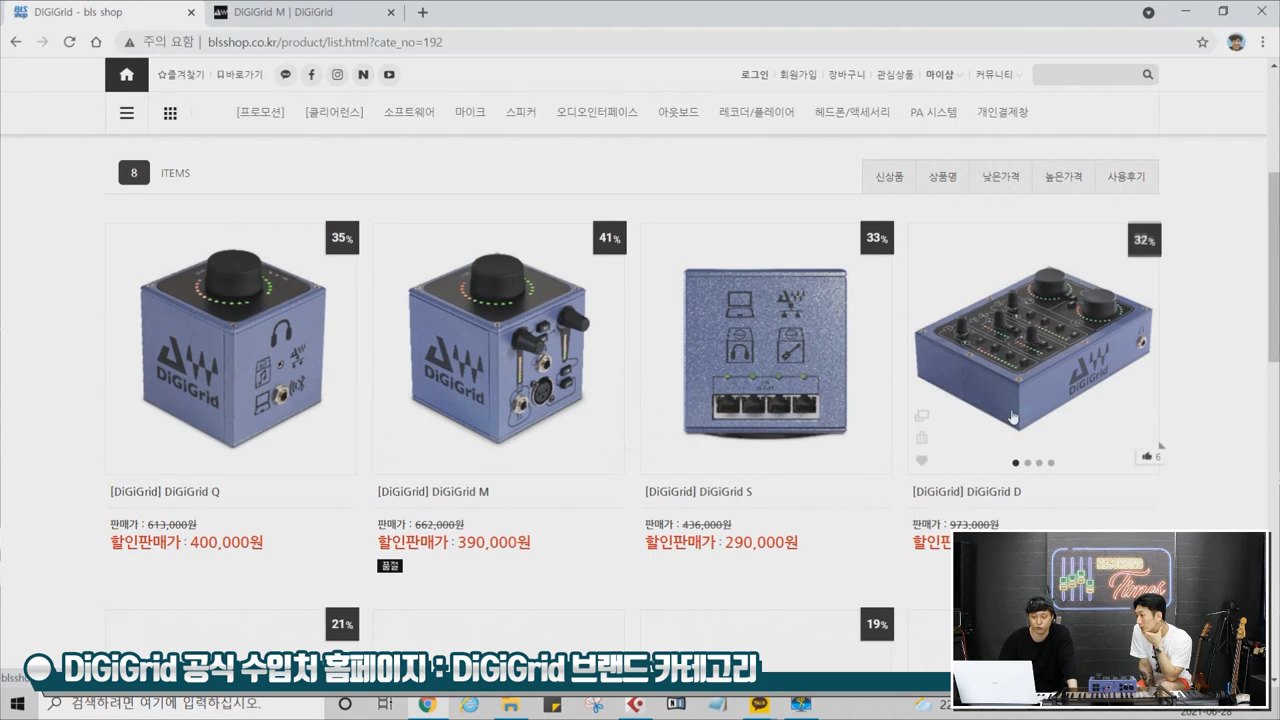 DiGiGrid - bls shop
DiGiGrid M | DiGiGrid
주의 요함 | blsshop.co.kr/product/list.html?cate_no=192
☆즐겨찾기 바로가기
로그인 회원가입 장바구니 관심상품 마이샵 커뮤니티
[프로모션] [클리어런스] 소프트웨어 마이크 스피커 오디오인터페이스 아웃보드 레코더/플레이어 헤드폰/액세서리 PA 시스템 개인결제창
8 ITEMS
신상품 상품명 낮은가격 높은가격 사용후기
35% 41% 33% 32%
DiGiGrid DiGiGrid DiGiGrid
6
[DiGiGrid] DiGiGrid Q [DiGiGrid] DiGiGrid M [DiGiGrid] DiGiGrid S [DiGiGrid] DiGiGrid D
판매가 : 613,000원 판매가 : 662,000원 판매가 : 436,000원 판매가 : 973,000원
할인판매가 : 400,000원 할인판매가 : 390,000원 할인판매가 : 290,000원
품절
RECORDING
Times
21% 19%
DiGiGrid 공식 수입처 홈페이지 : DiGiGrid 브랜드 카테고리
검색하려면 여기에 입력하십시오.
TALK
2021-06-28